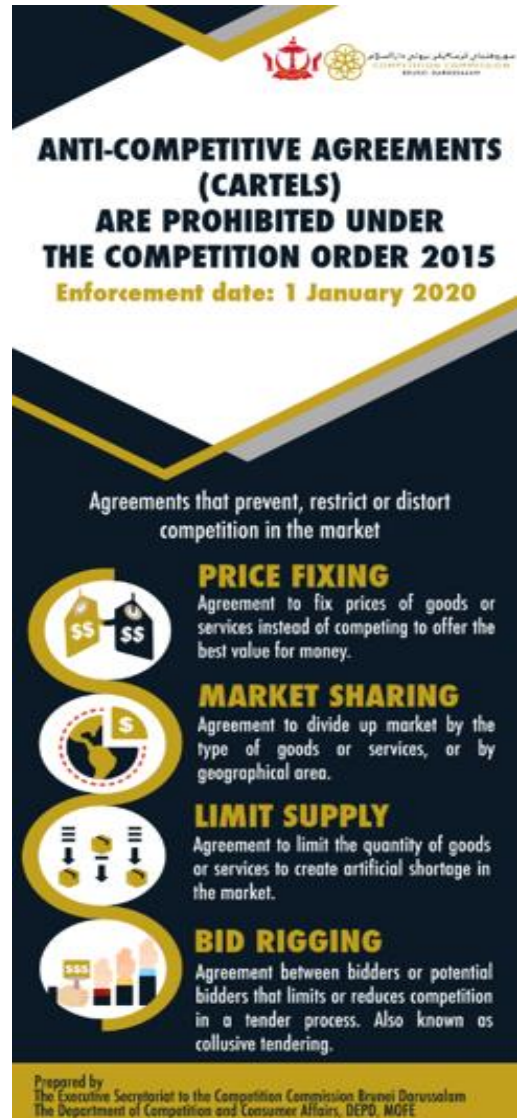 COMPETITION COMMISSION
BRUNEI DARUSSALAM
ANTI-COMPETITIVE AGREEMENTS
(CARTELS)
ARE PROHIBITED UNDER
THE COMPETITION ORDER 2015
Enforcement date: 1 January 2020
Agreements that prevent, restrict or distort
competition in the market
PRICE FIXING
Agreement to fix prices of goods or
services instead of competing to offer the
best value for money.
$$ $$
MARKET SHARING
Agreement to divide up market by the
type of goods or services, or by
geographical area.
$
LIMIT SUPPLY
Agreement to limit the quantity of goods
or services to create artificial shortage in
the market.
BID RIGGING
Agreement between bidders or potential
bidders that limits or reduces competition
in a tender process. Also known as
collusive tendering.
$$$
Prepared by
The Executive Secretariat to the Competition Commission Brunei Darussalam
The Department of Competition and Consumer Affairs, DEPD, MOFE